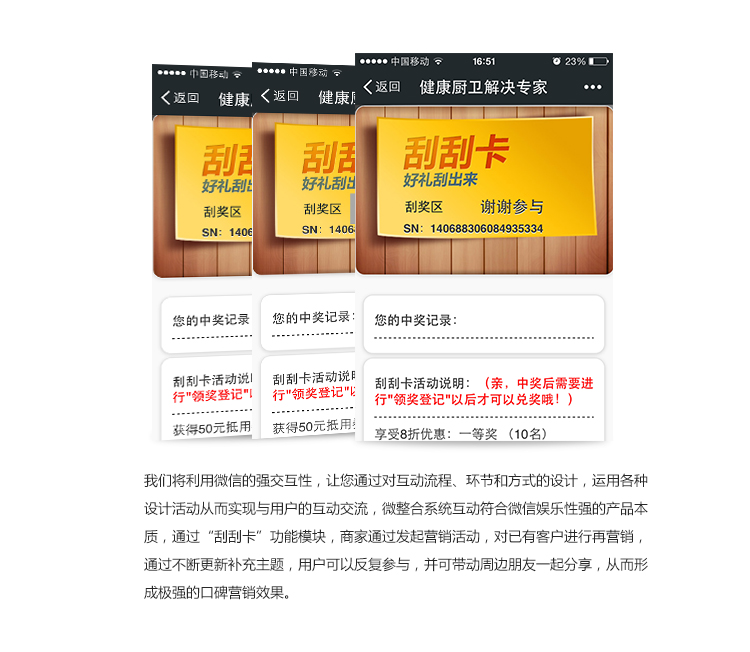 中国移动
返回
健康
刮
好礼刮
刮奖区
SN：1406
您的中奖记录
刮刮卡活动说
行"领奖登记"
获得50元抵用
中国移动
返回
健康
刮
好礼刮出
刮奖区
SN：14068
您的中奖记录：
刮刮卡活动说
行"领奖登记"
获得50元抵用
中国移动 16:51 23%
返回 健康厨卫解决专家
刮刮卡
好礼刮出来
刮奖区 谢谢参与
SN：140688306084935334
您的中奖记录：
刮刮卡活动说明：（亲，中奖后需要进
行"领奖登记"以后才可以兑奖哦！）
享受8折优惠：一等奖 （10名）
我们将利用微信的强交互性，让您通过对互动流程、环节和方式的设计，运用各种
设计活动从而实现与用户的互动交流，微整合系统互动符合微信娱乐性强的产品本
质，通过“刮刮卡”功能模块，商家通过发起营销活动，对已有客户进行再营销，
通过不断更新补充主题，用户可以反复参与，并可带动周边朋友一起分享，从而形
成极强的口碑营销效果。